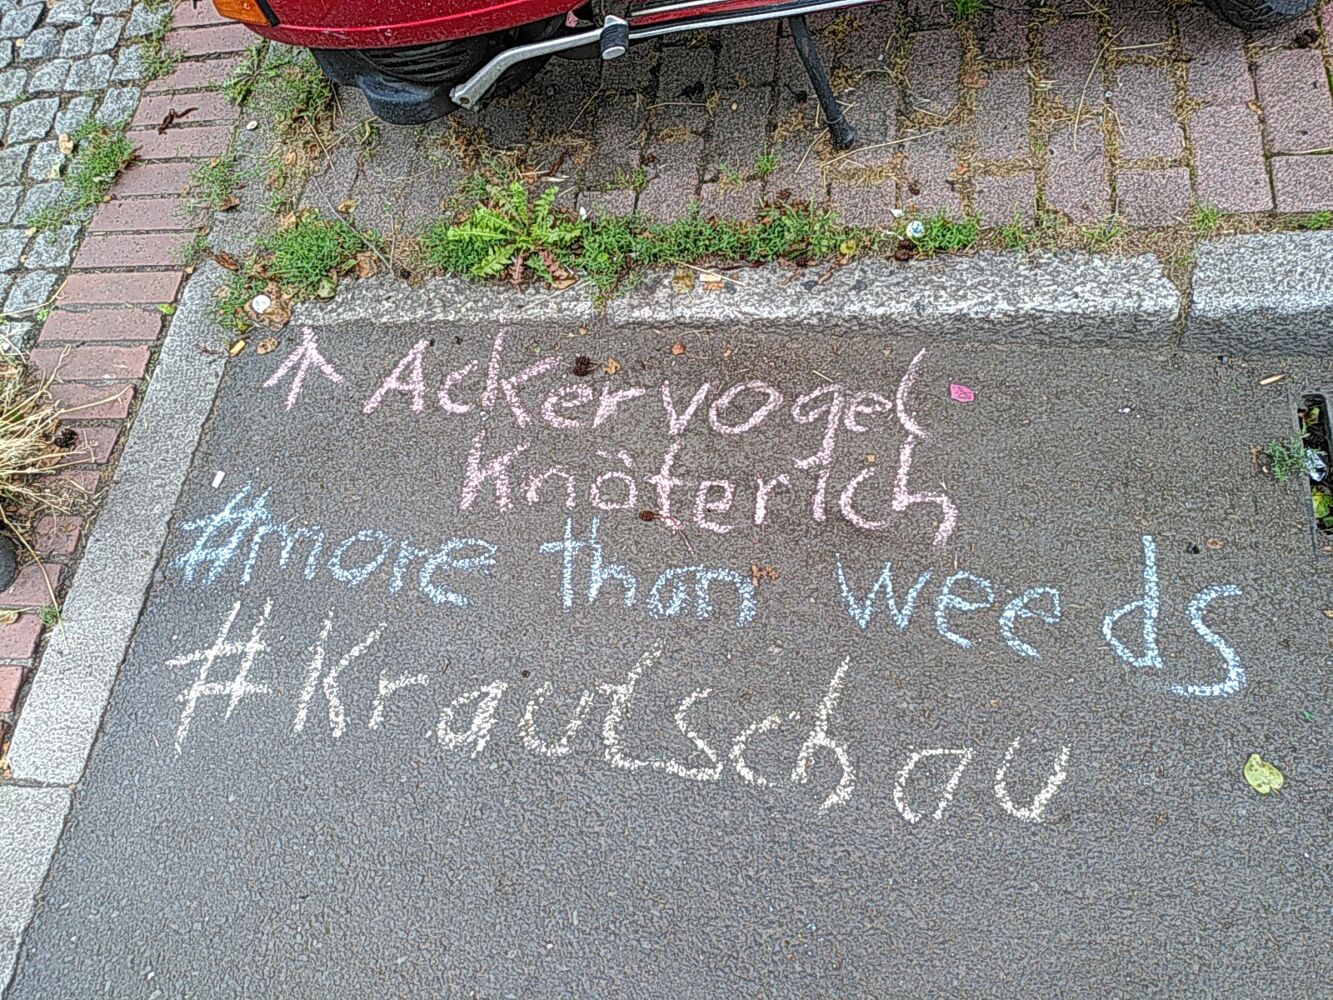 ↑ Ackervogel
Knöterich
#more than weeds
#Krautschau